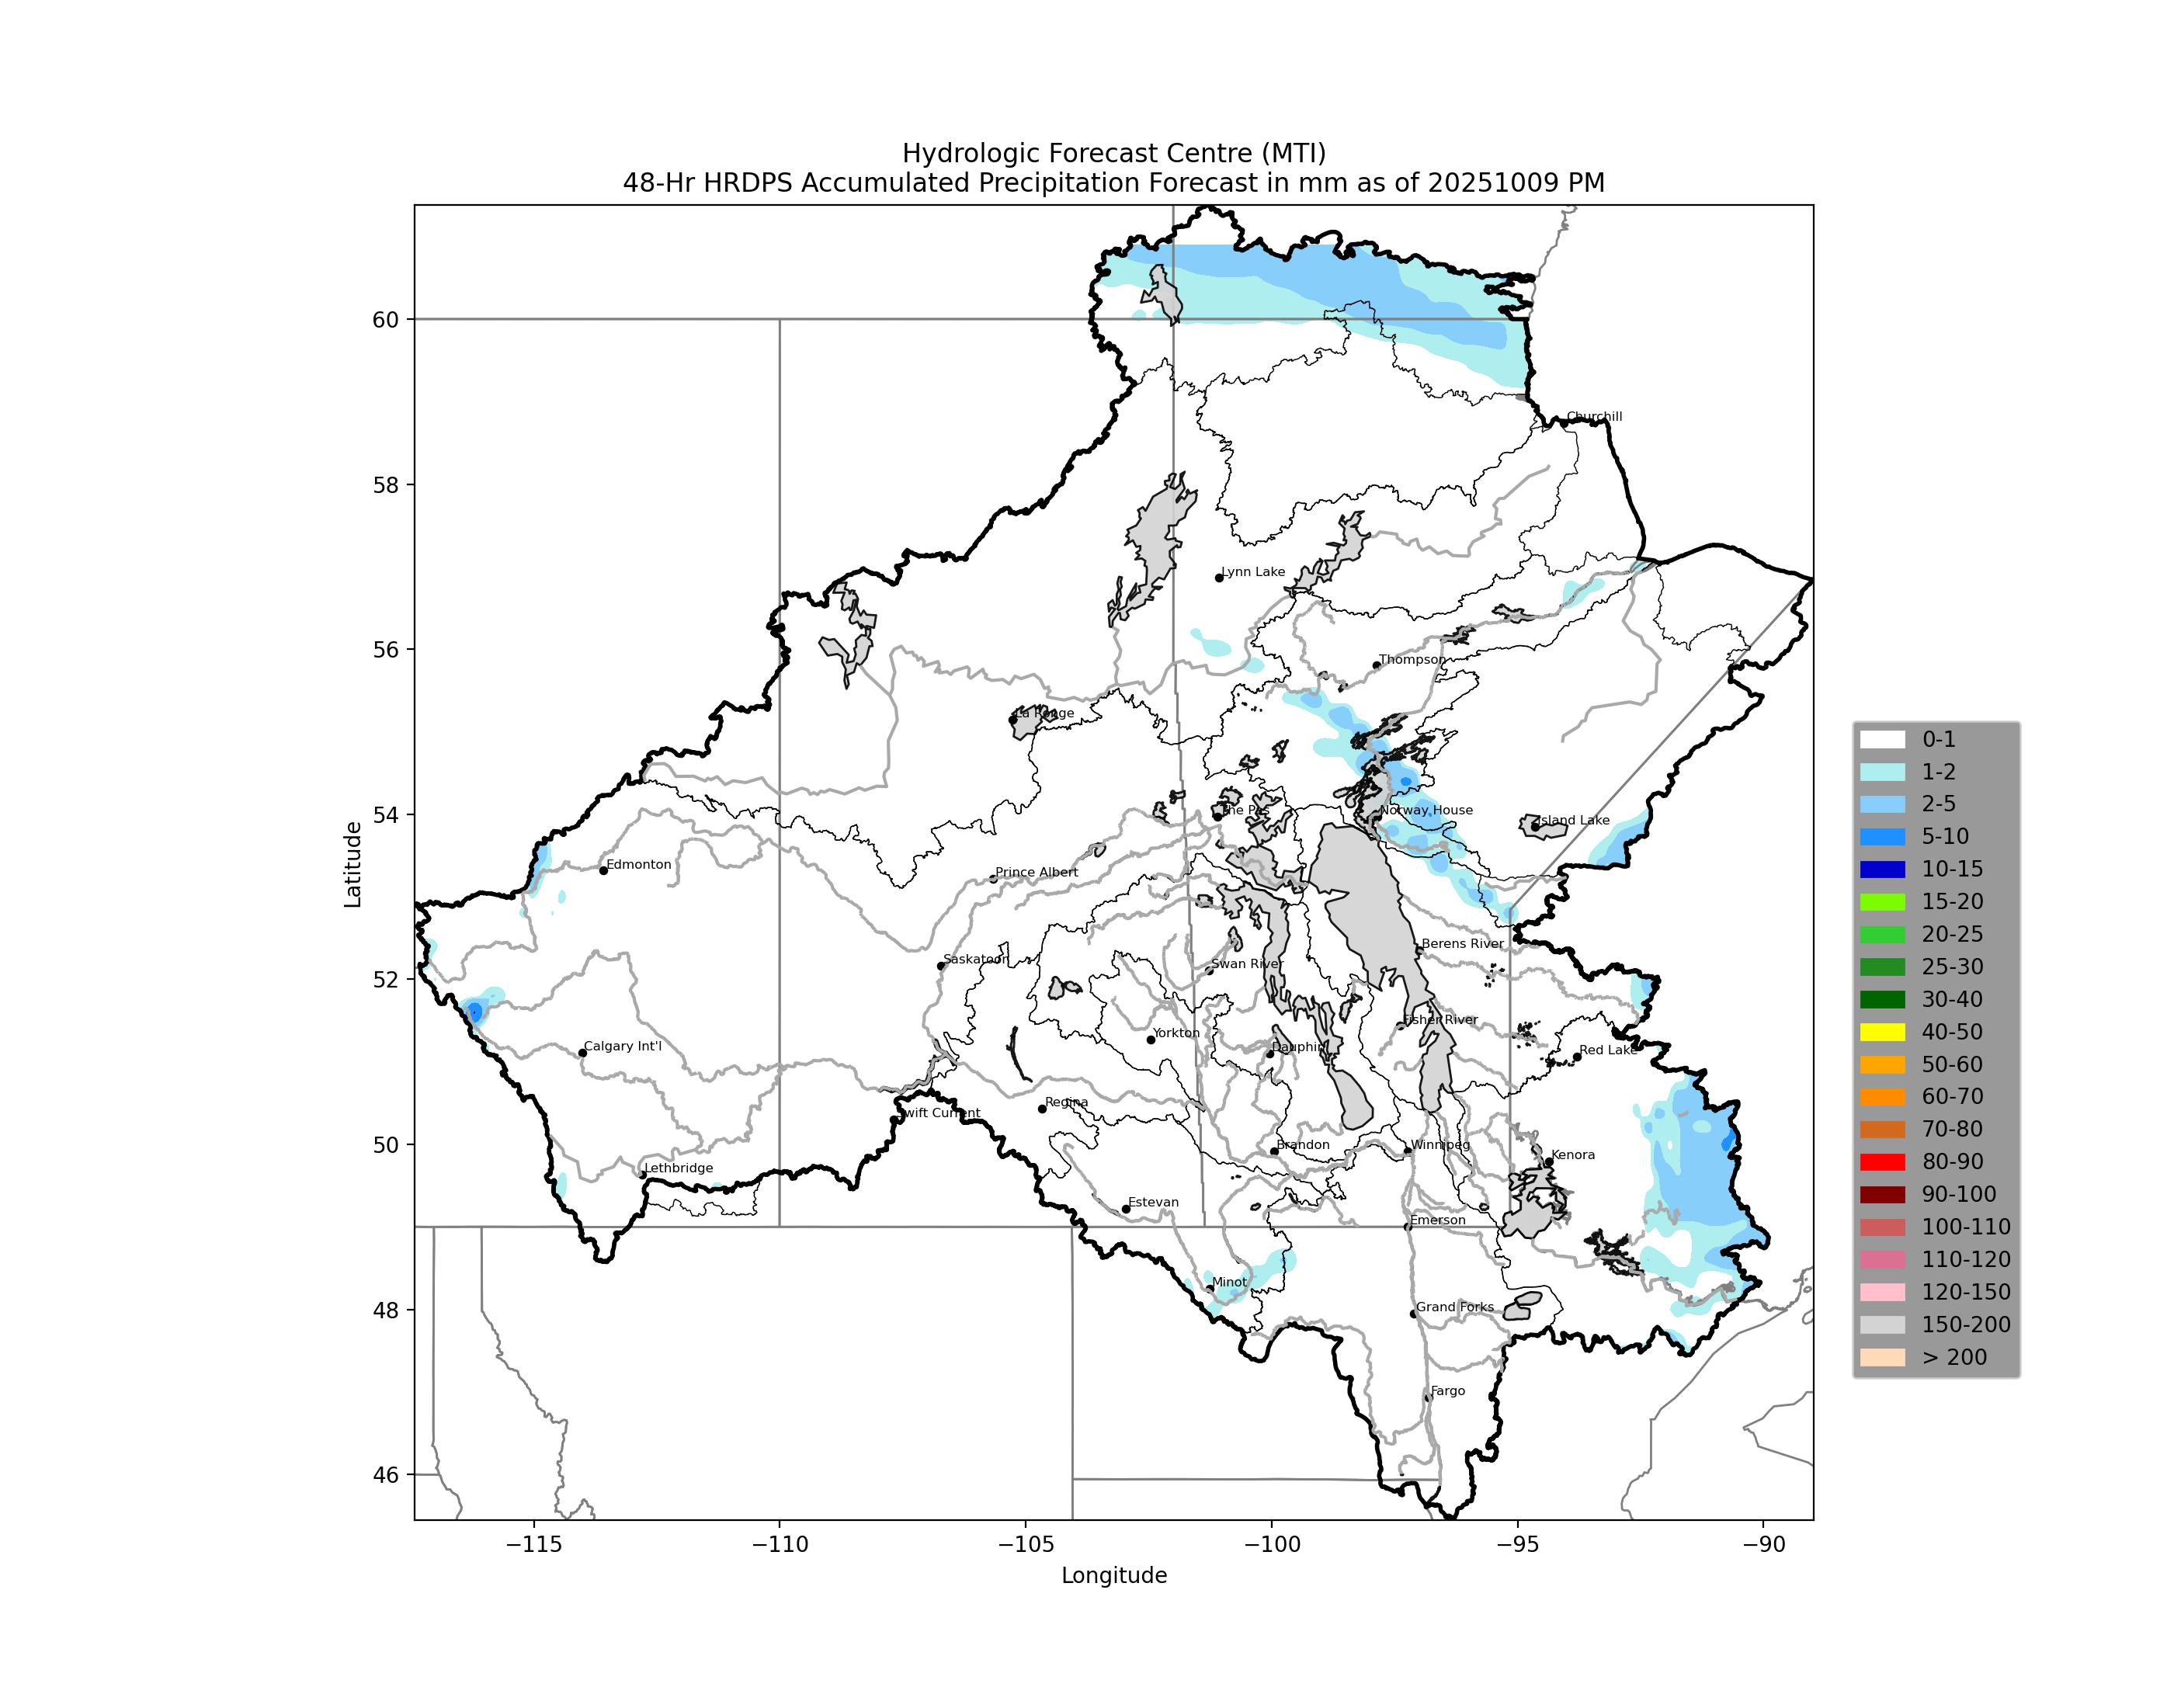 Hydrologic Forecast Centre (MTI)
48-Hr HRDPS Accumulated Precipitation Forecast in mm as of 20251009 PM
60
58
56
54
52
50
48
46
Latitude
−115
−110
−105
−100
−95
−90
Longitude
Churchill
Lynn Lake
Thompson
La Ronge
The Pas
Norway House
Island Lake
Edmonton
Prince Albert
Berens River
Saskatoon
Swan River
Fisher River
Yorkton
Dauphin
Calgary Int'l
Red Lake
Regina
Swift Current
Brandon
Winnipeg
Kenora
Lethbridge
Estevan
Emerson
Minot
Grand Forks
Fargo
0-1
1-2
2-5
5-10
10-15
15-20
20-25
25-30
30-40
40-50
50-60
60-70
70-80
80-90
90-100
100-110
110-120
120-150
150-200
> 200